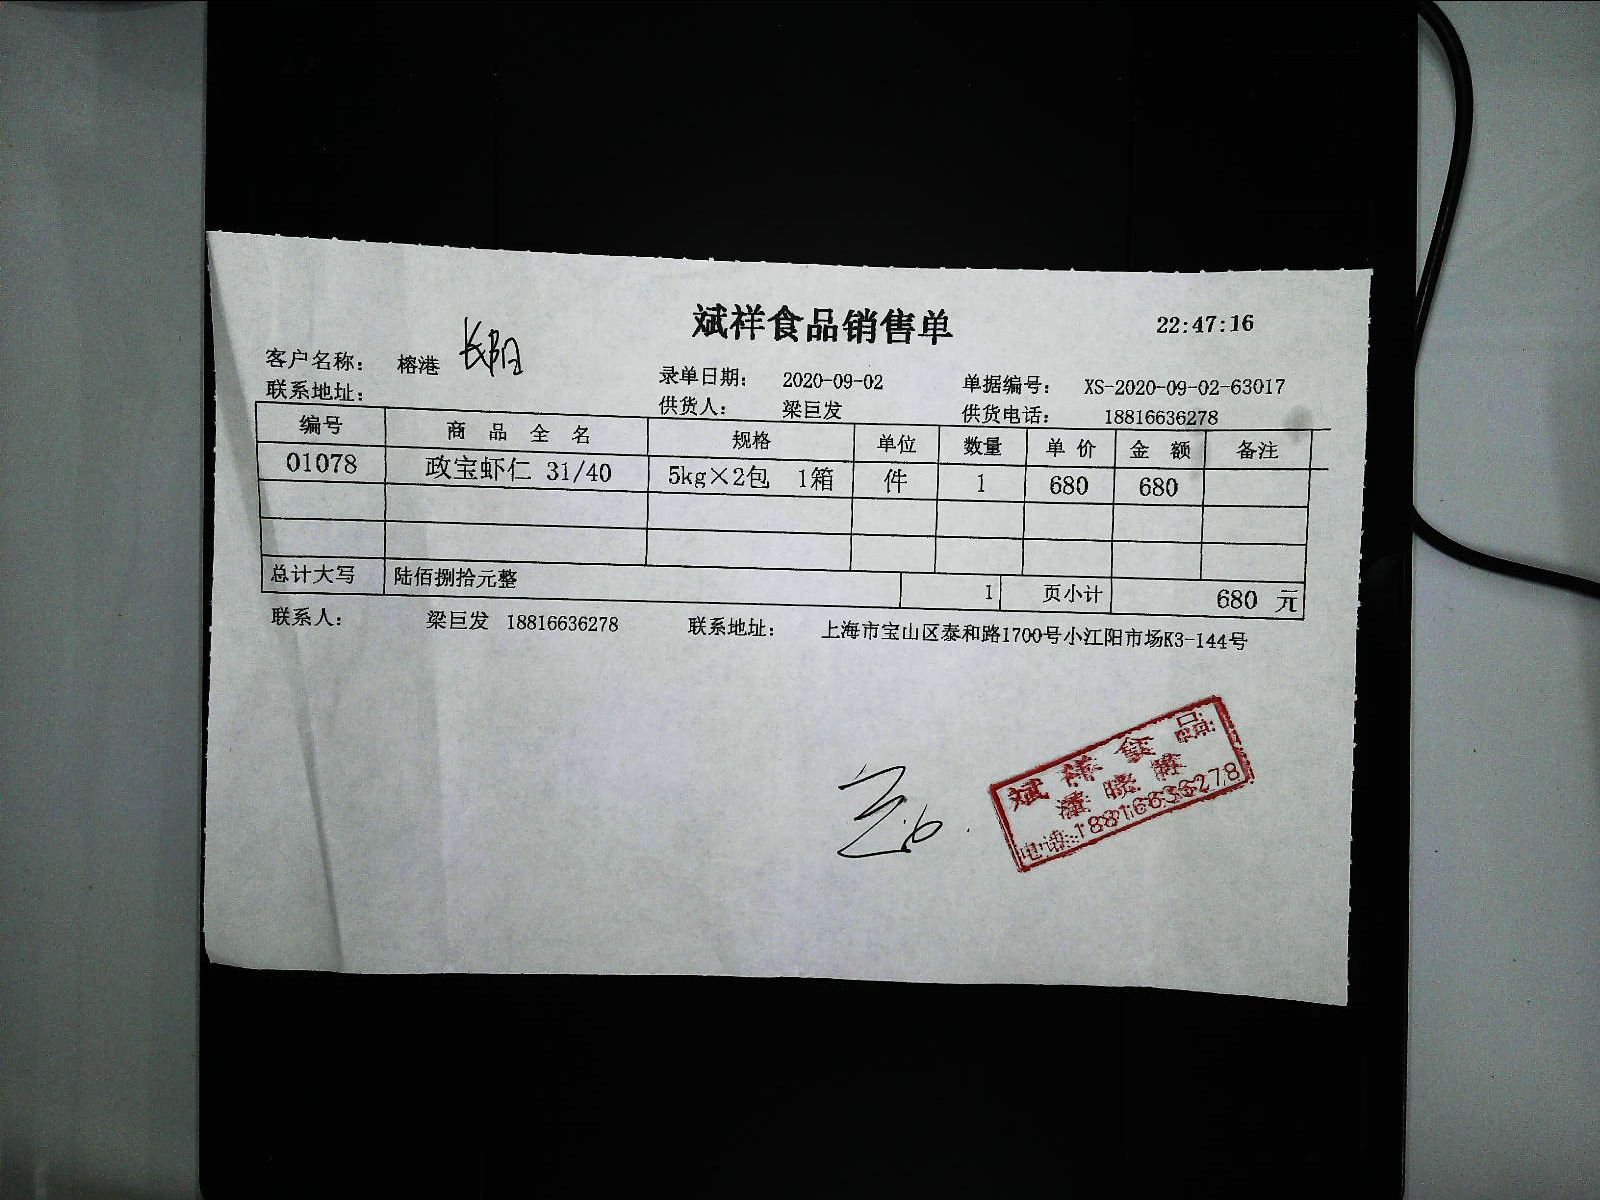 斌祥食品销售单 22:47:16
客户名称： 榕港 长阳 录单日期： 2020-09-02 单据编号： XS-2020-09-02-63017
联系地址： 供货人： 梁巨发 供货电话： 18816636278
编号 商品全名 规格 单位 数量 单价 金额 备注
01078 政宝虾仁 31/40 5kg×2包 1箱 件 1 680 680
总计大写 陆佰捌拾元整 1 页小计 680 元
联系人： 梁巨发 18816636278 联系地址： 上海市宝山区泰和路1700号小江阳市场K3-144号
斌祥食品
电话:18816636278